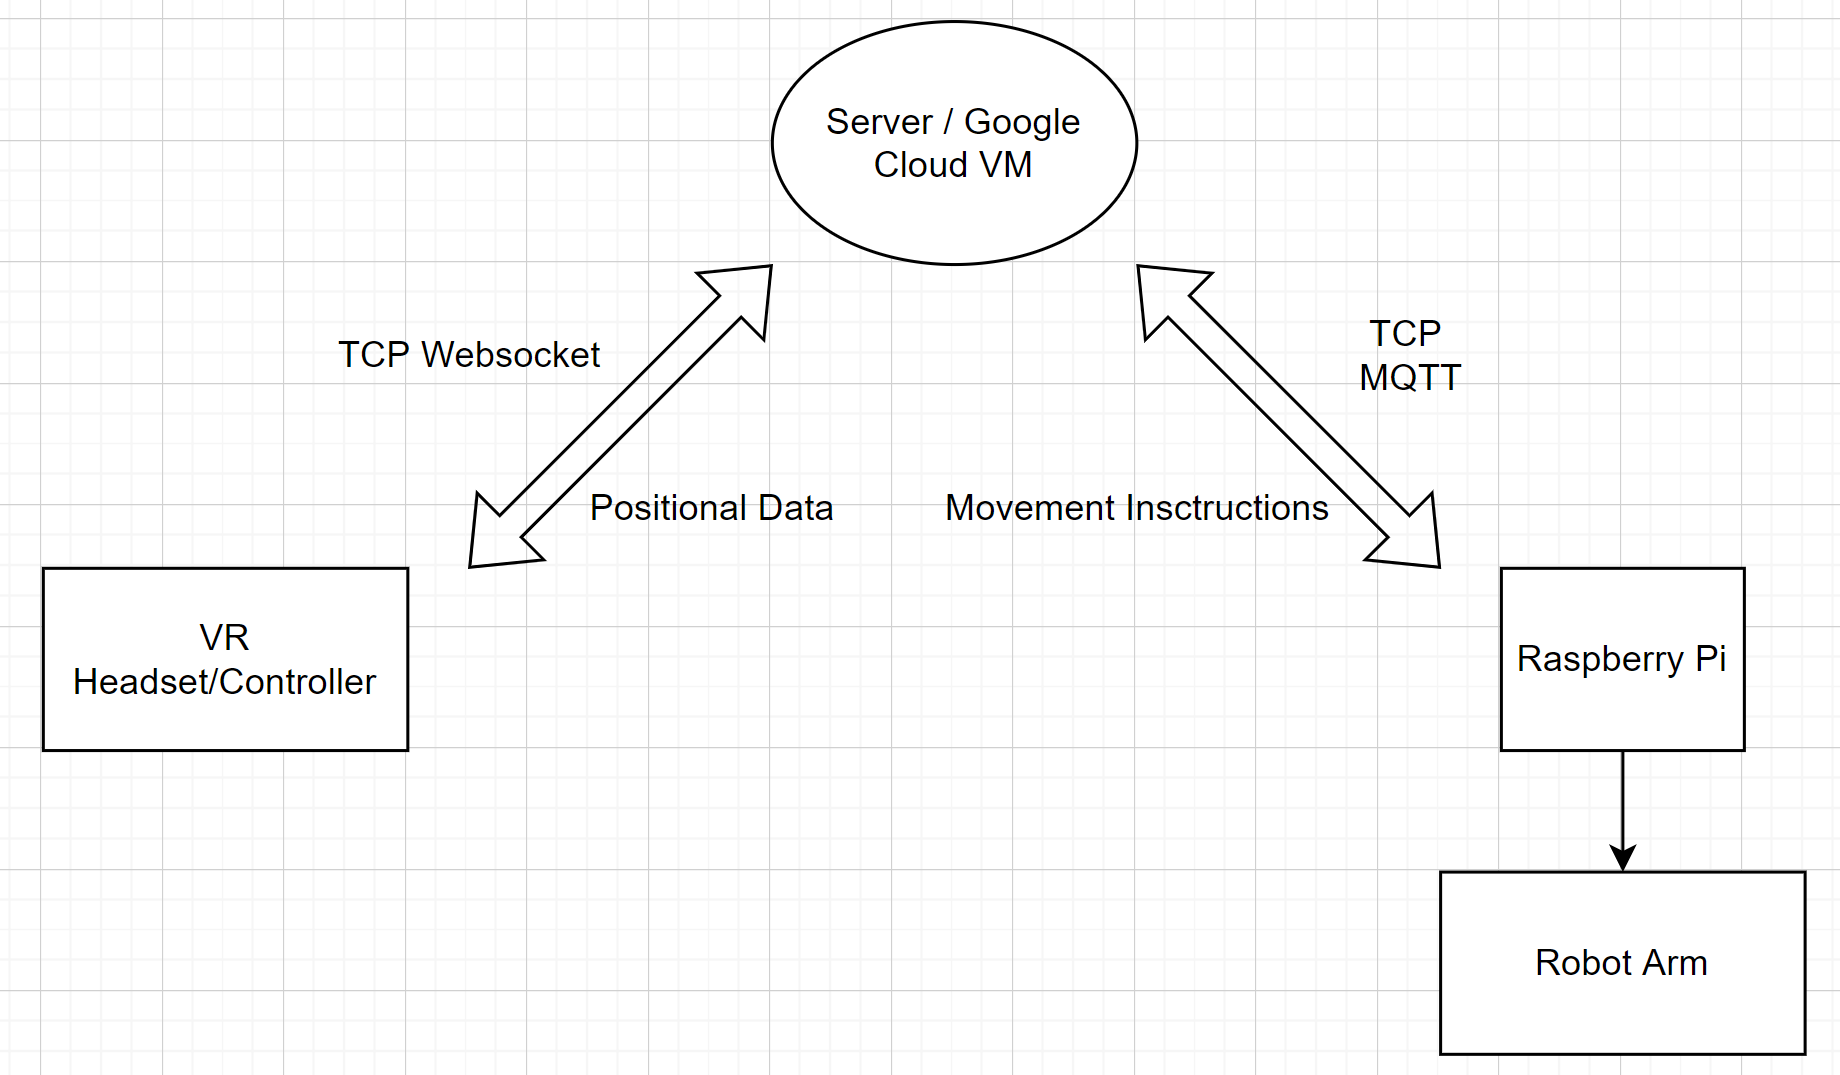 Server / Google
Cloud VM
TCP Websocket
TCP
MQTT
Positional Data
Movement Insctructions
VR
Headset/Controller
Raspberry Pi
Robot Arm